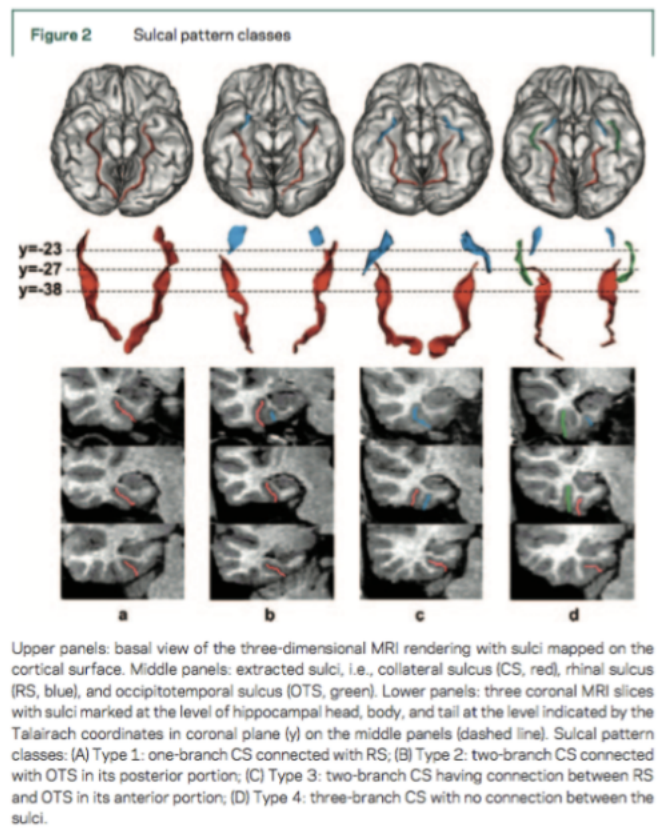 Figure 2 Sulcal pattern classes
y=-23
y=-27
y=-38
a b c d
Upper panels: basal view of the three-dimensional MRI rendering with sulci mapped on the
cortical surface. Middle panels: extracted sulci, i.e., collateral sulcus (CS, red), rhinal sulcus
(RS, blue), and occipitotemporal sulcus (OTS, green). Lower panels: three coronal MRI slices
with sulci marked at the level of hippocampal head, body, and tail at the level indicated by the
Talairach coordinates in coronal plane (y) on the middle panels (dashed line). Sulcal pattern
classes: (A) Type 1: one-branch CS connected with RS; (B) Type 2: two-branch CS connected
with OTS in its posterior portion; (C) Type 3: two-branch CS having connection between RS
and OTS in its anterior portion; (D) Type 4: three-branch CS with no connection between the
sulci.